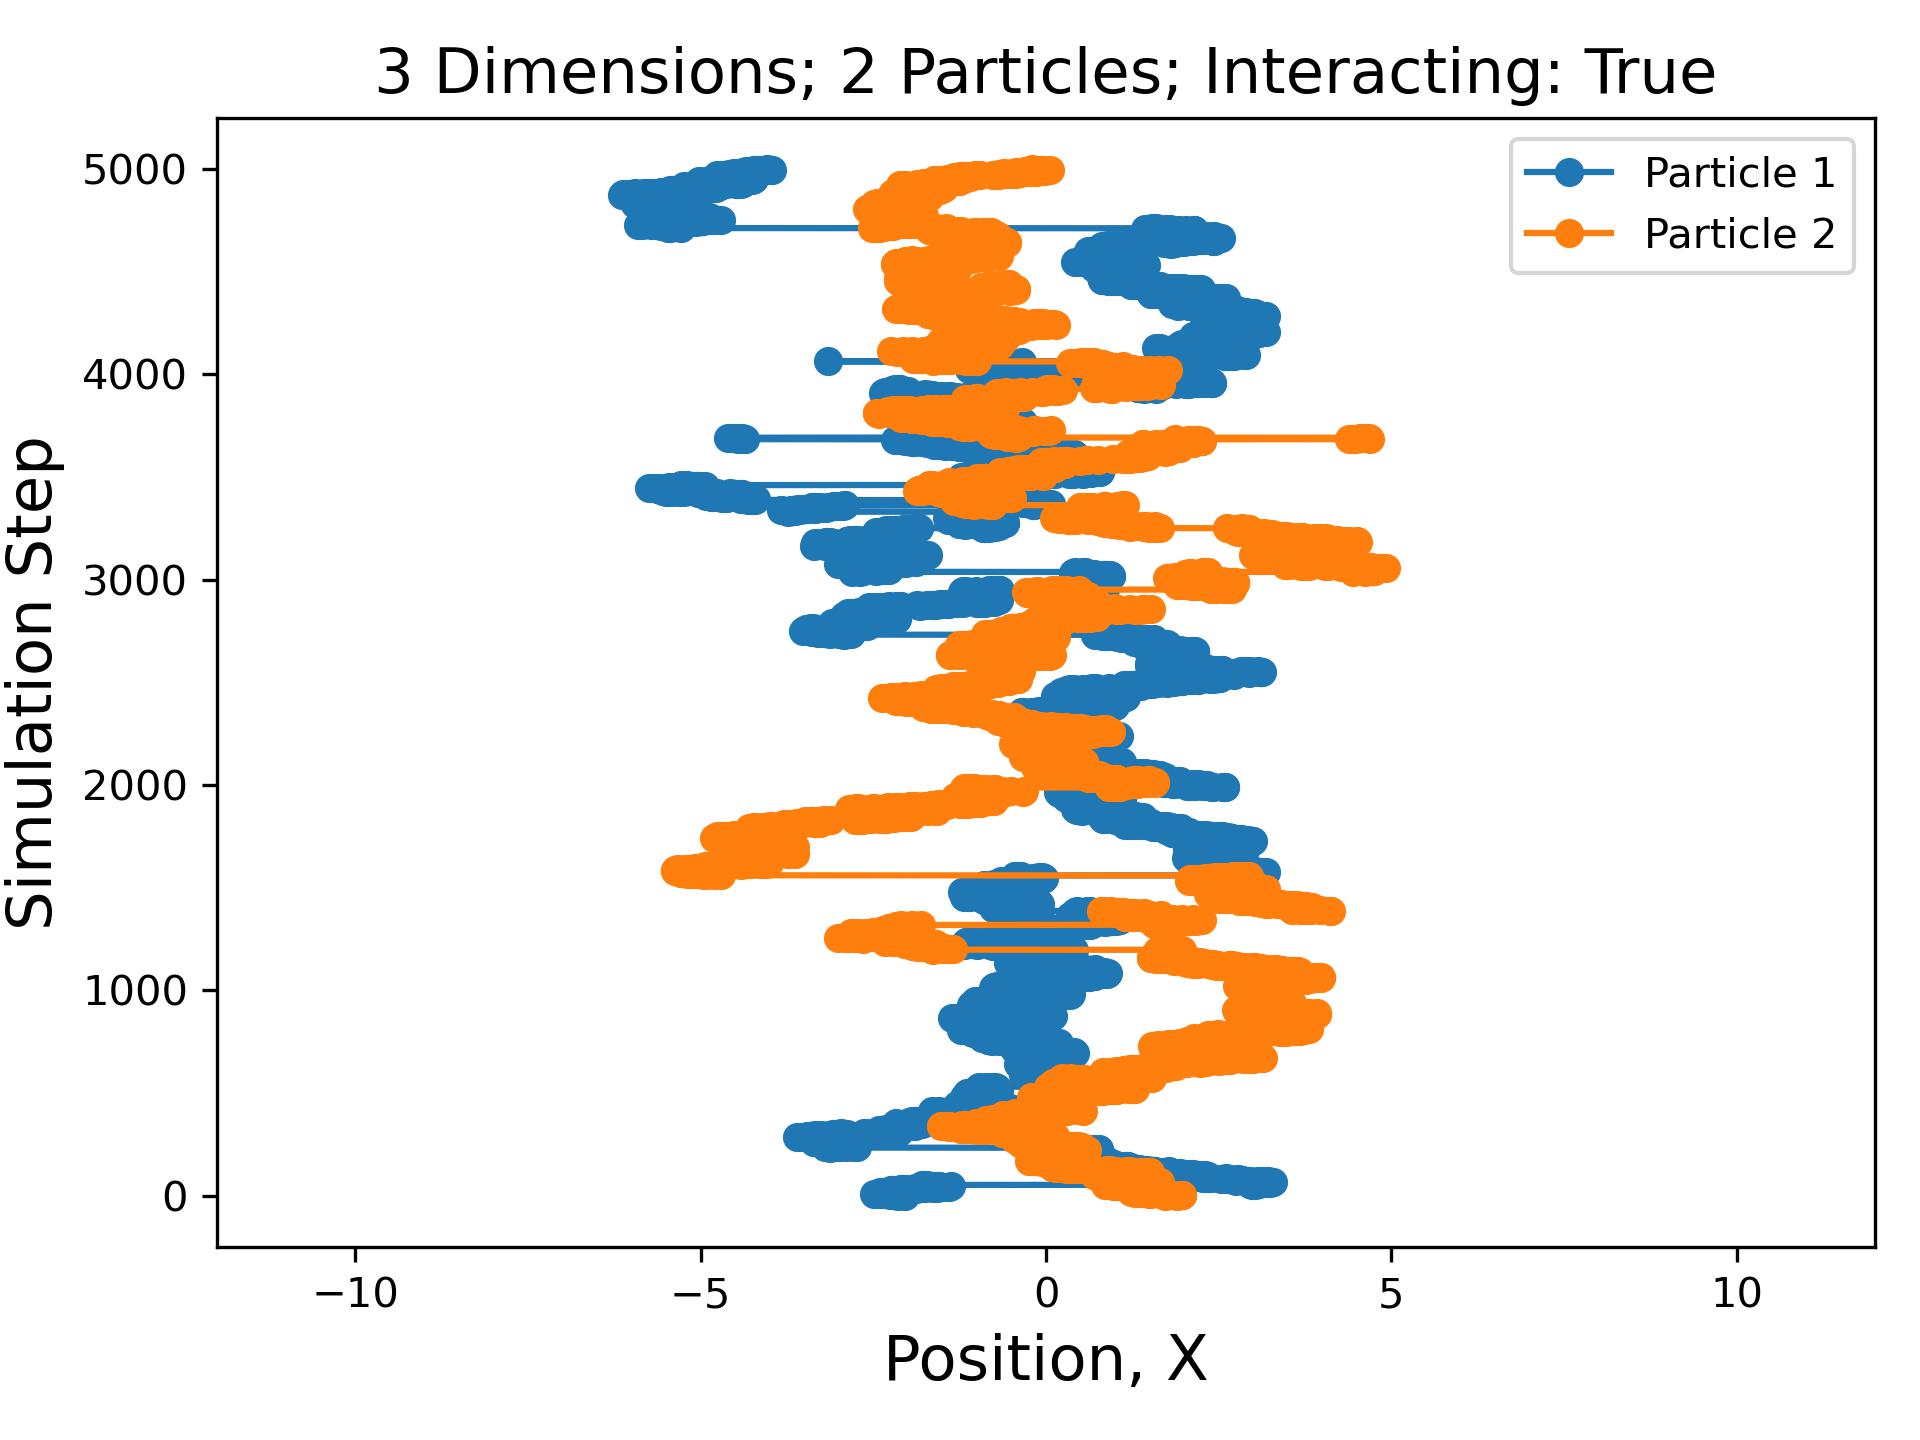 3 Dimensions; 2 Particles; Interacting: True
Particle 1
Particle 2
5000
4000
3000
2000
1000
0
Simulation Step
−10
−5
0
5
10
Position, X